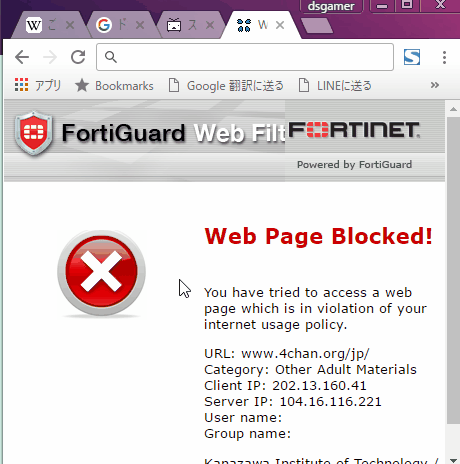 dsgamer
こ
ド
ス
アプリ Bookmarks Google 翻訳に送る LINEに送る »
FortiGuard Web Filt
FORTINET.
Powered by FortiGuard
Web Page Blocked!
You have tried to access a web
page which is in violation of your
internet usage policy.
URL: www.4chan.org/jp/
Category: Other Adult Materials
Client IP: 202.13.160.41
Server IP: 104.16.116.221
User name:
Group name:
Kanazawa Institute of Technology /